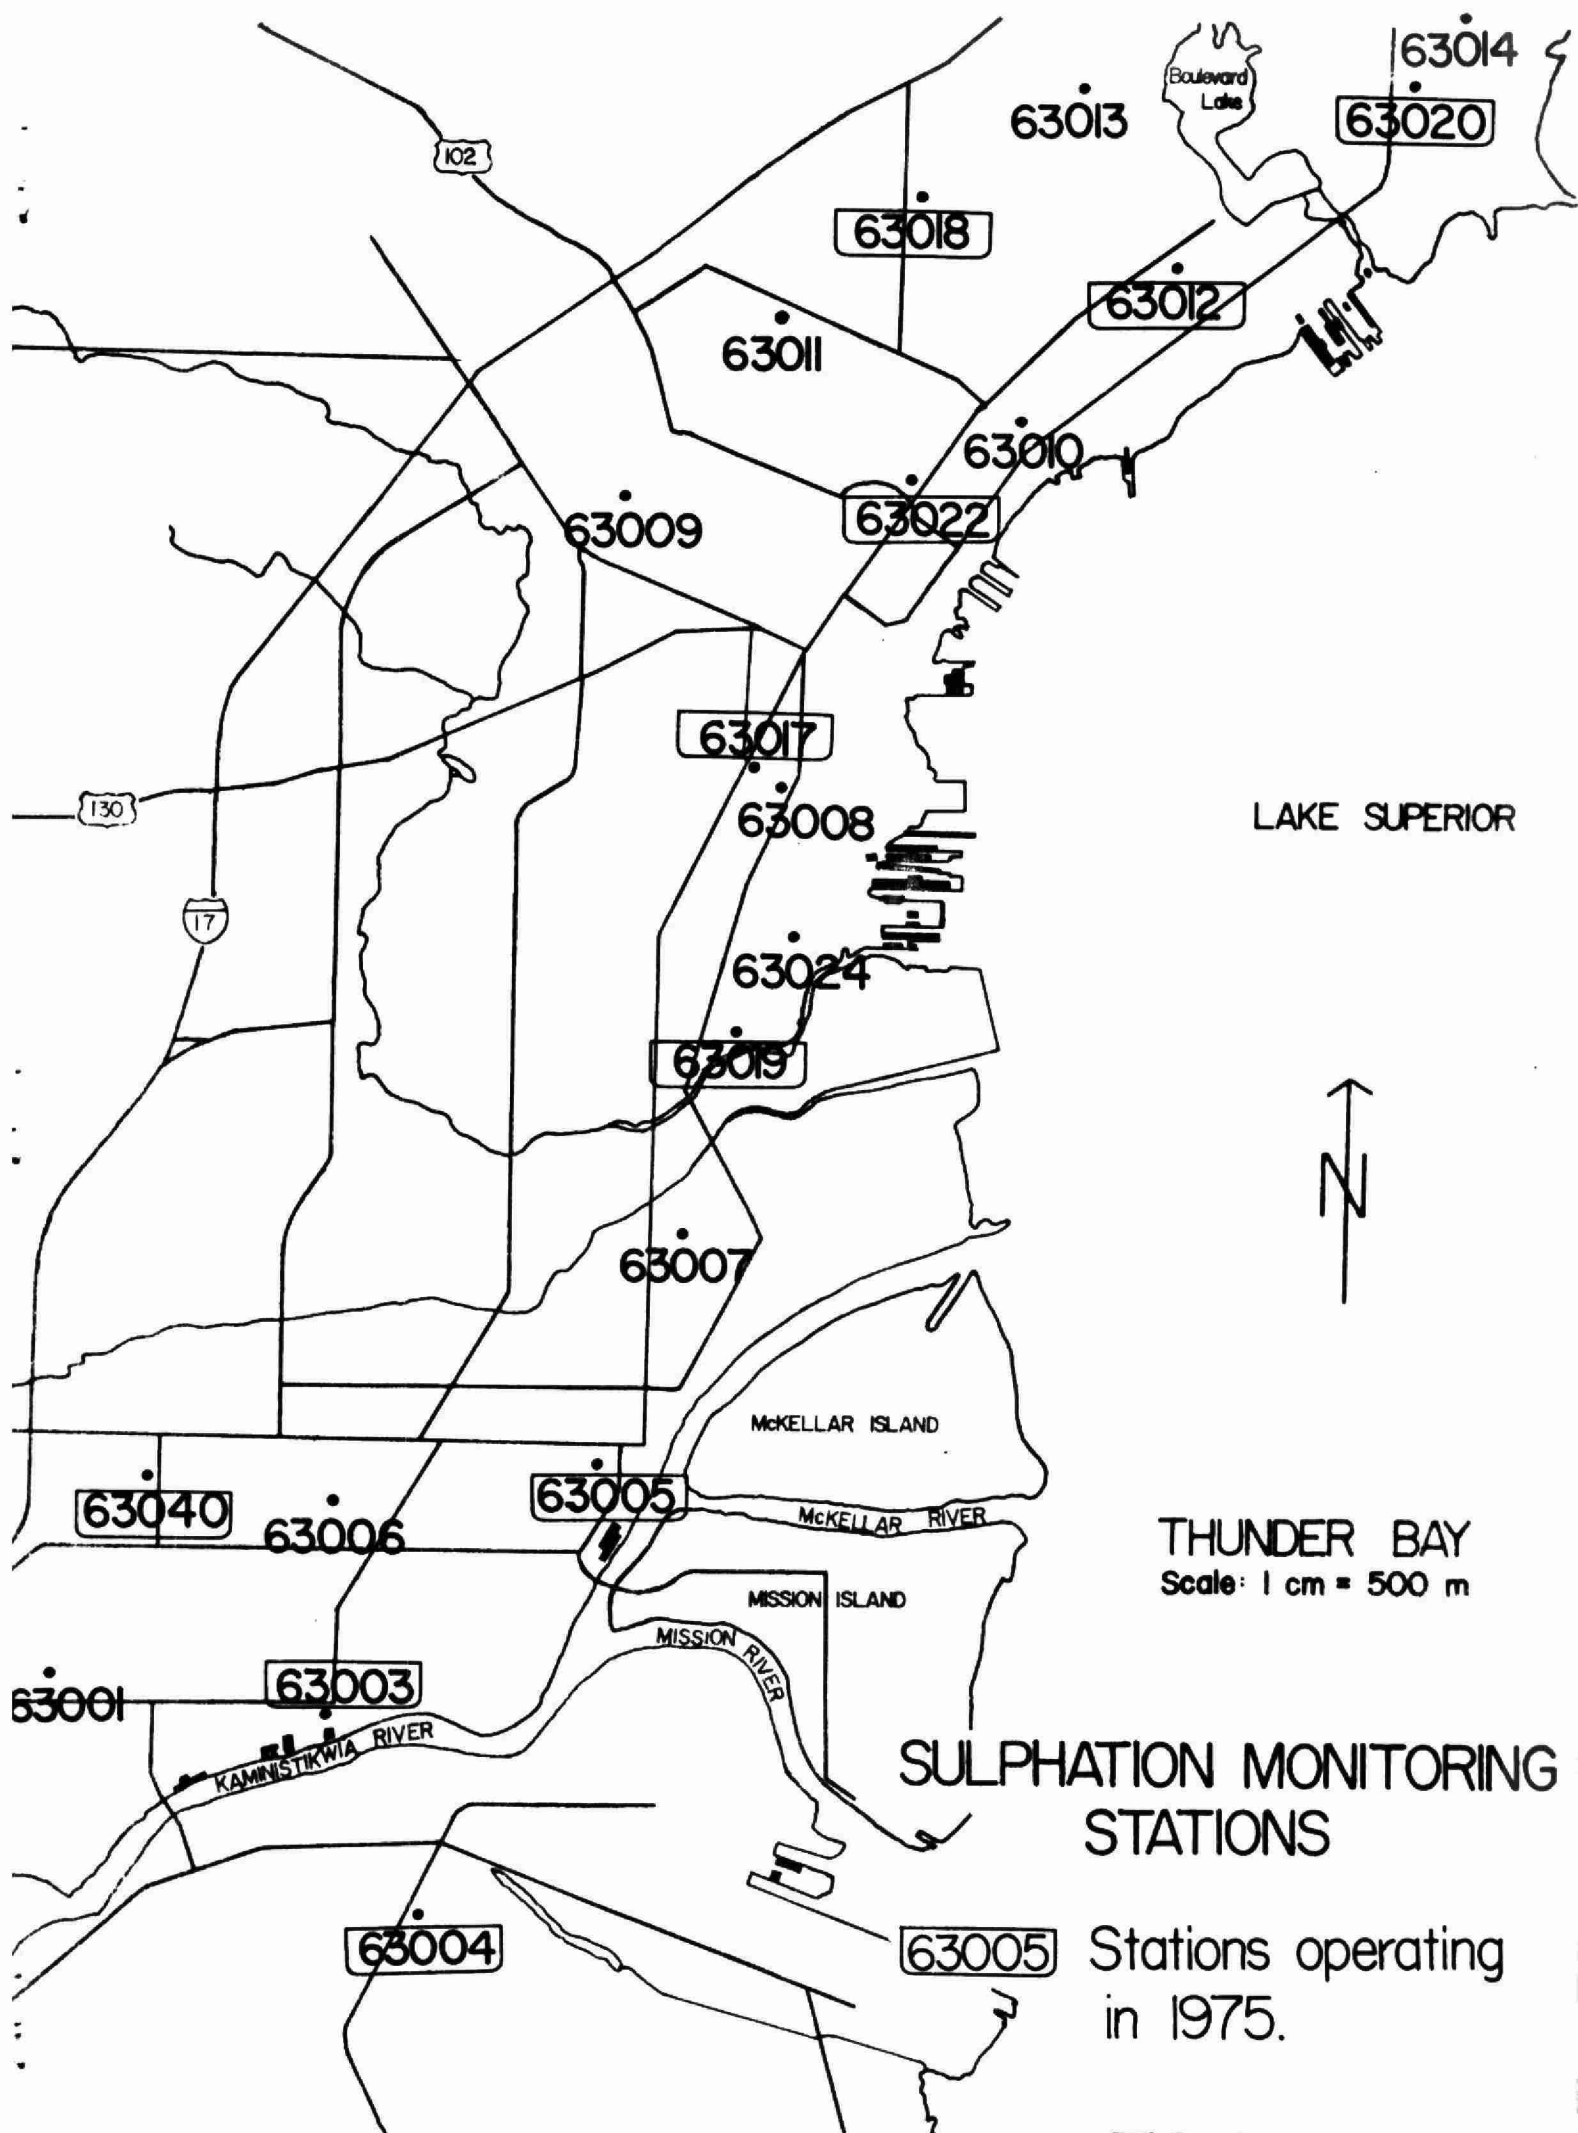 63014
Boulevard
Lake
63013
63020
102
63018
63012
63011
63010
63022
63009
63017
130
63008
LAKE SUPERIOR
17
63024
63019
N
63007
McKELLAR ISLAND
63040
63005
63006
McKELLAR RIVER
THUNDER BAY
Scale: 1 cm = 500 m
MISSION ISLAND
MISSION RIVER
63001
63003
KAMINISTIKWIA RIVER
SULPHATION MONITORING
STATIONS
63004
63005 Stations operating
in 1975.